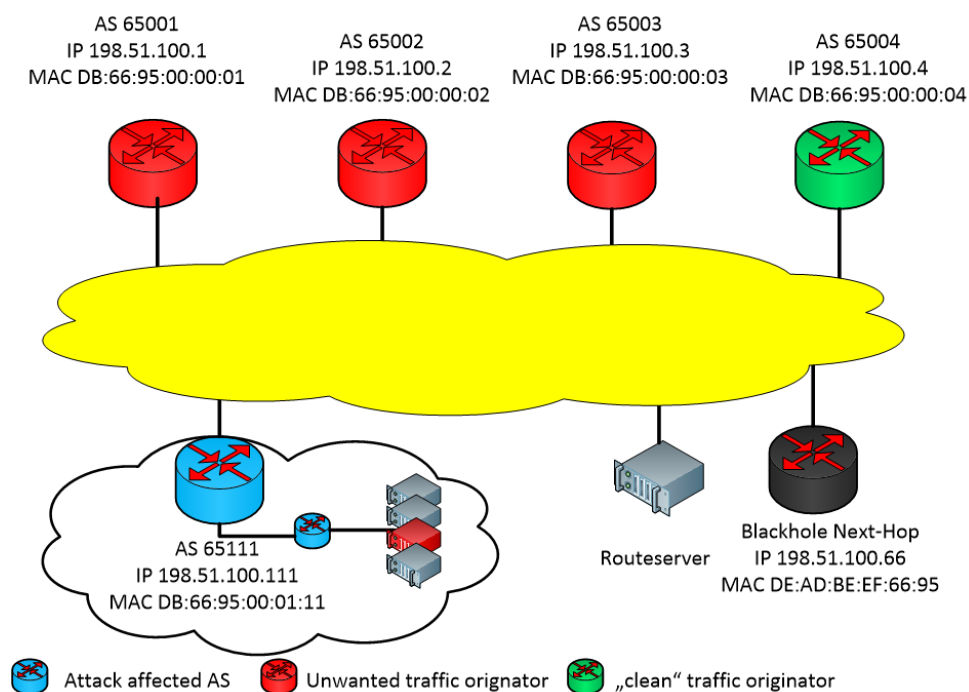 AS 65001
IP 198.51.100.1
MAC DB:66:95:00:00:01
AS 65002
IP 198.51.100.2
MAC DB:66:95:00:00:02
AS 65003
IP 198.51.100.3
MAC DB:66:95:00:00:03
AS 65004
IP 198.51.100.4
MAC DB:66:95:00:00:04
AS 65111
IP 198.51.100.111
MAC DB:66:95:00:01:11
Routeserver
Blackhole Next-Hop
IP 198.51.100.66
MAC DE:AD:BE:EF:66:95
Attack affected AS
Unwanted traffic orignator
„clean“ traffic originator